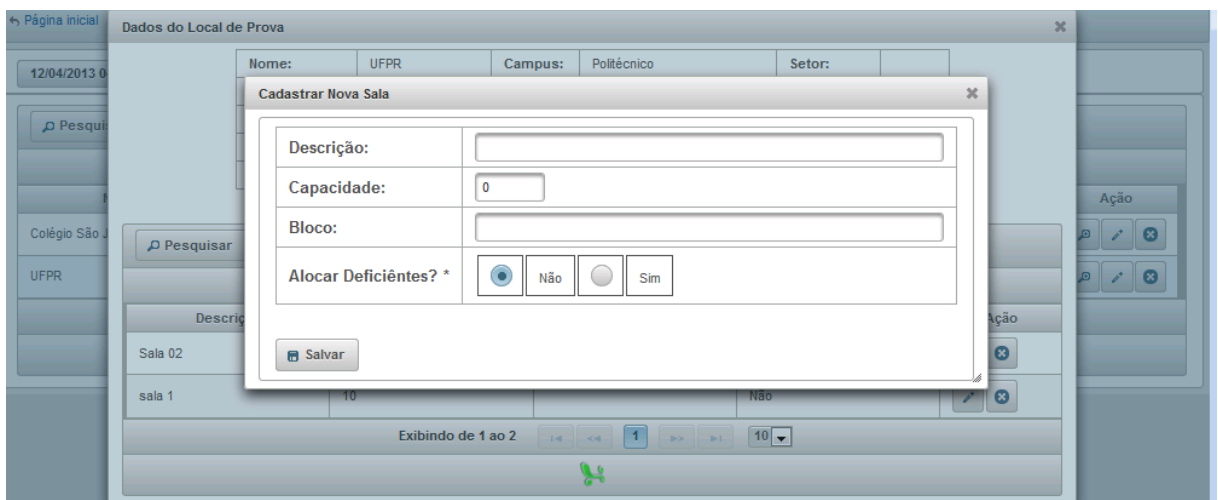 Página inicial
Dados do Local de Prova
12/04/2013 0
Nome: UFPR Campus: Politécnico Setor:
Cadastrar Nova Sala
Pesqui
Descrição:
Capacidade: 0
Bloco:
Alocar Deficiêntes? * Não Sim
Salvar
Ação
Colégio São J
UFPR
Pesquisar
Descriç Ação
Sala 02
sala 1 10 Não
Exibindo de 1 ao 2 1 10